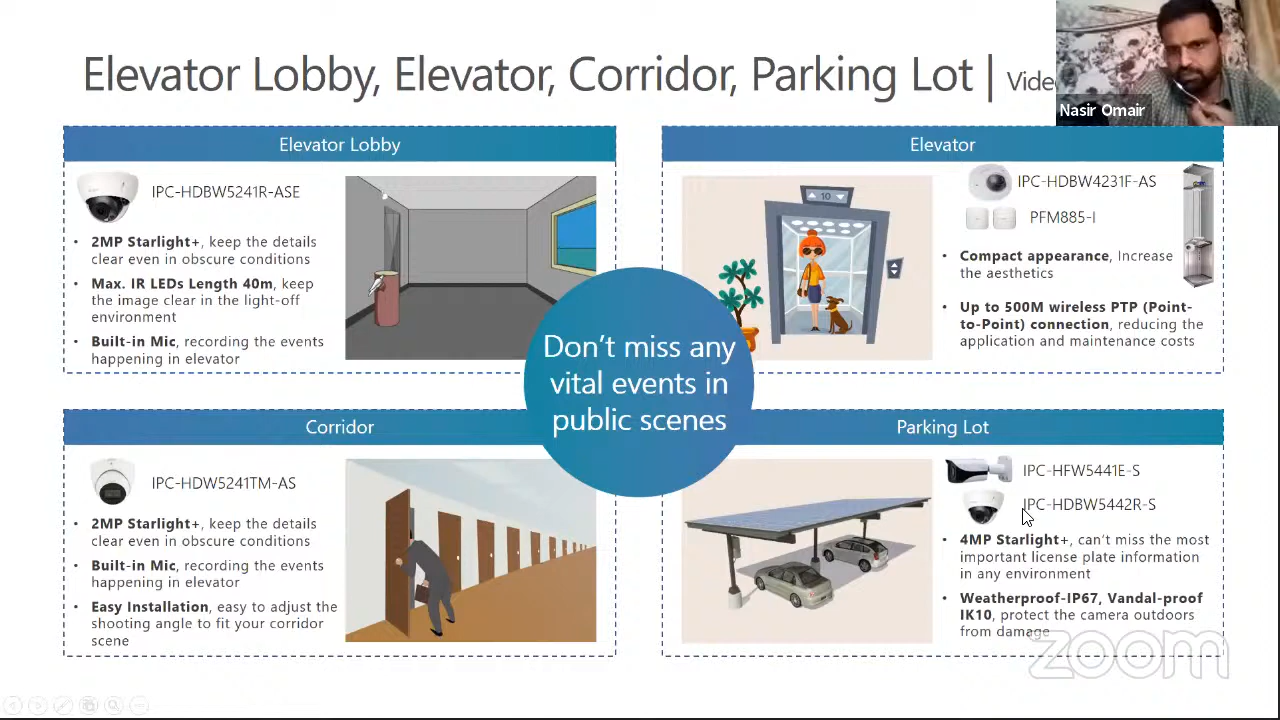 Elevator Lobby, Elevator, Corridor, Parking Lot | Vide
Nasir Omair
Elevator Lobby
IPC-HDBW5241R-ASE
• 2MP Starlight+, keep the details
clear even in obscure conditions
• Max. IR LEDs Length 40m, keep
the image clear in the light-off
environment
• Built-in Mic, recording the events
happening in elevator
Elevator
10
IPC-HDBW4231F-AS
PFM885-I
• Compact appearance, Increase
the aesthetics
• Up to 500M wireless PTP (Point-
to-Point) connection, reducing the
application and maintenance costs
Don't miss any
vital events in
public scenes
Corridor
IPC-HDW5241TM-AS
• 2MP Starlight+, keep the details
clear even in obscure conditions
• Built-in Mic, recording the events
happening in elevator
• Easy Installation, easy to adjust the
shooting angle to fit your corridor
scene
Parking Lot
IPC-HFW5441E-S
IPC-HDBW5442R-S
• 4MP Starlight+, can't miss the most
important license plate information
in any environment
• Weatherproof-IP67, Vandal-proof
IK10, protect the camera outdoors
from damage
zoom